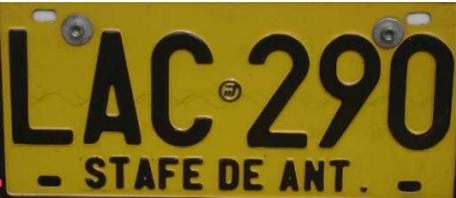 LAC 290
STAFE DE ANT.